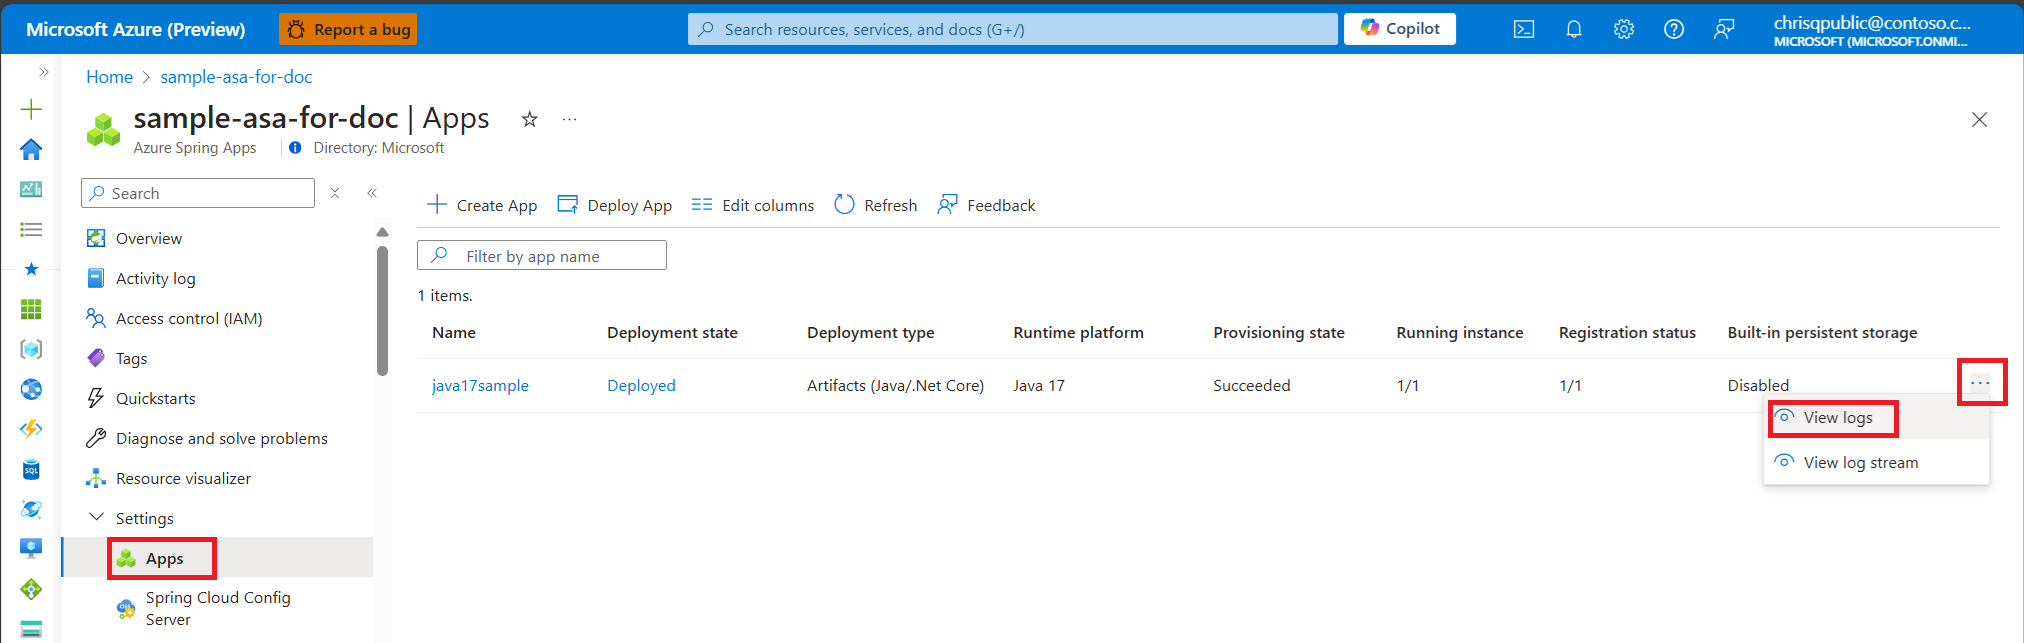 Microsoft Azure (Preview)
Report a bug
Search resources, services, and docs (G+/)
Copilot
chrisqpublic@contoso.c...
MICROSOFT (MICROSOFT.ONMI...
Home > sample-asa-for-doc
sample-asa-for-doc | Apps
Azure Spring Apps
Directory: Microsoft
Search
Overview
Activity log
Access control (IAM)
Tags
Quickstarts
Diagnose and solve problems
Resource visualizer
Settings
Apps
Spring Cloud Config
Server
Create App
Deploy App
Edit columns
Refresh
Feedback
Filter by app name
1 items.
Name Deployment state Deployment type Runtime platform Provisioning state Running instance Registration status Built-in persistent storage
java17sample Deployed Artifacts (Java/.Net Core) Java 17 Succeeded 1/1 1/1 Disabled
View logs
View log stream
SQL